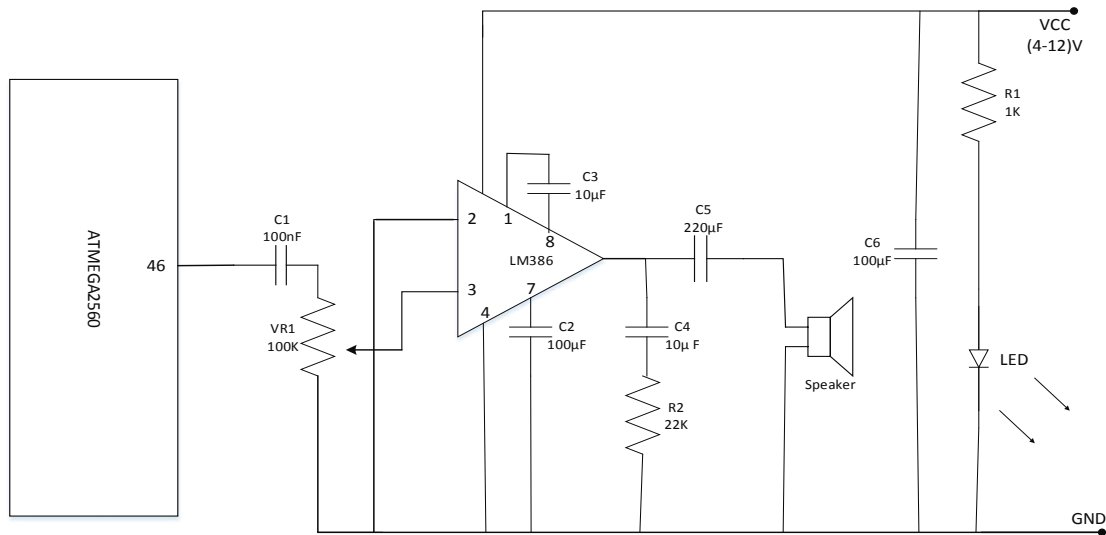 VCC
(4-12)V
R1
1K
C3
10µF
1
2
8
C1
100nF
C5
220µF
C6
100µF
ATMEGA2560
46
LM386
3
7
4
VR1
100K
C2
100µF
C4
10µ F
LED
Speaker
R2
22K
GND